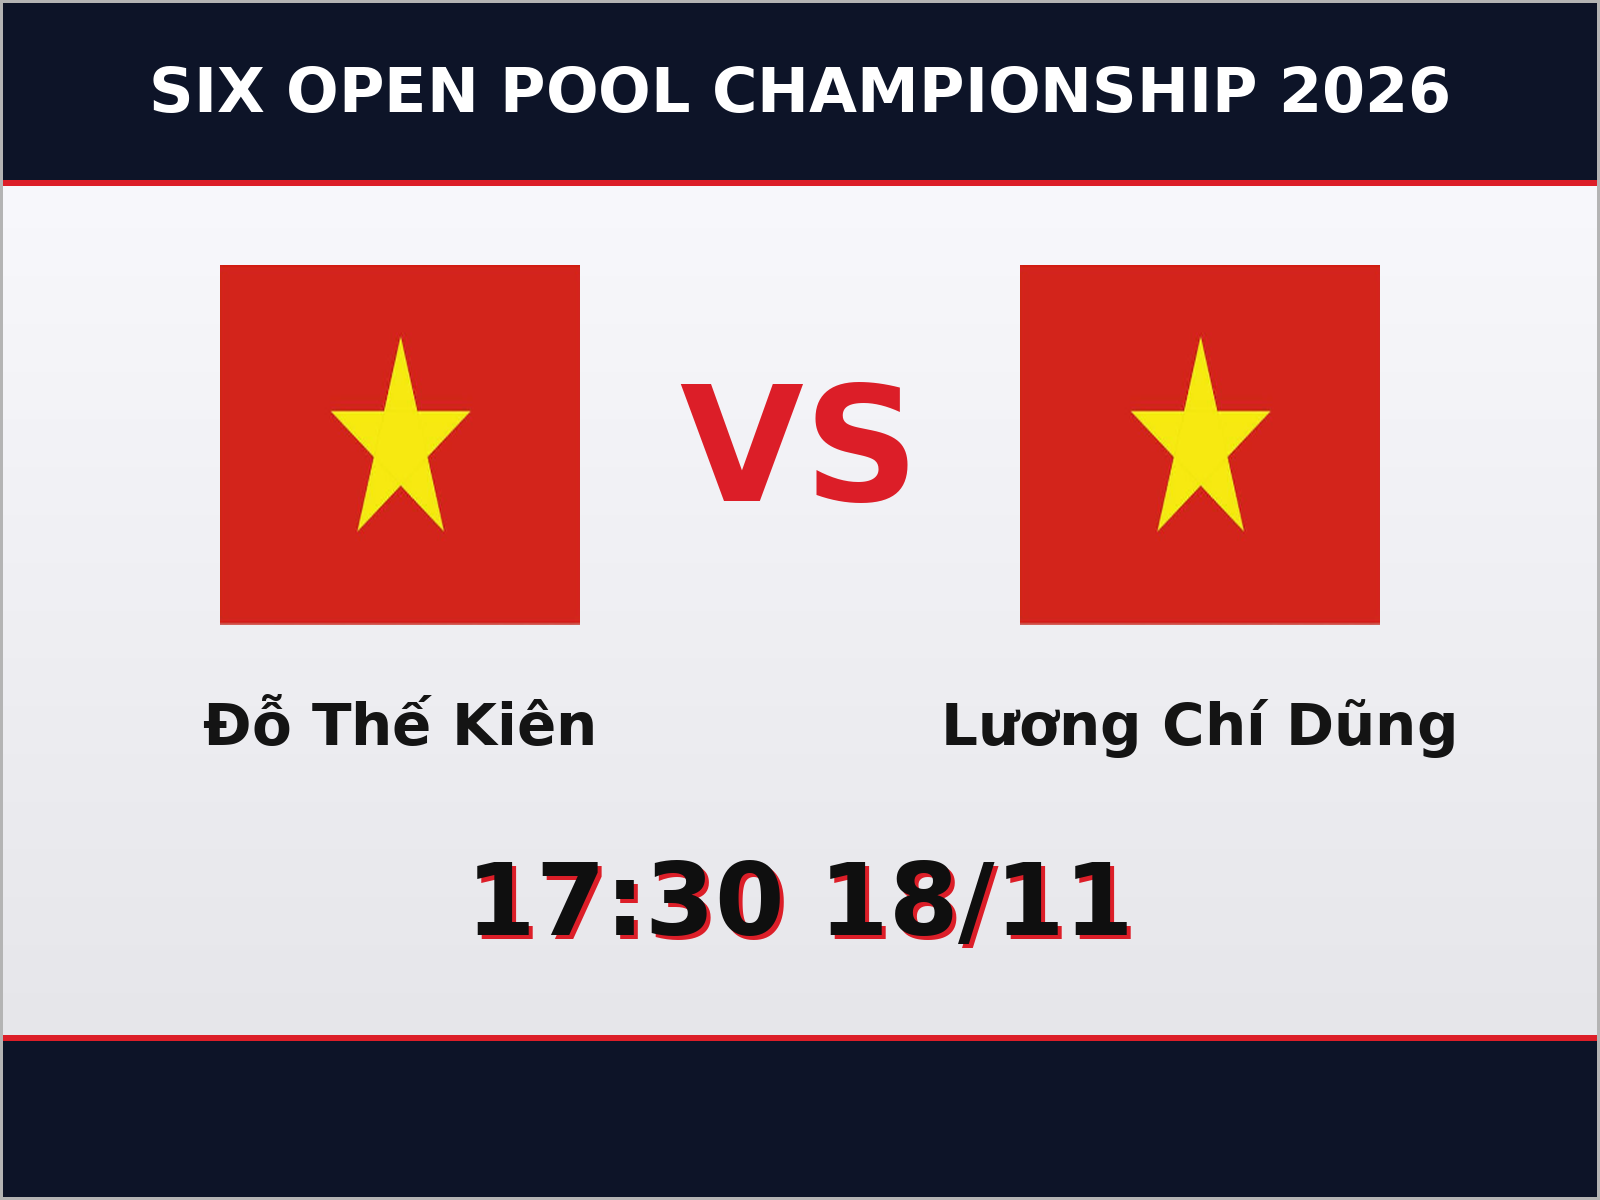 SIX OPEN POOL CHAMPIONSHIP 2026
VS
Đỗ Thế Kiên
Lương Chí Dũng
17:30 18/11